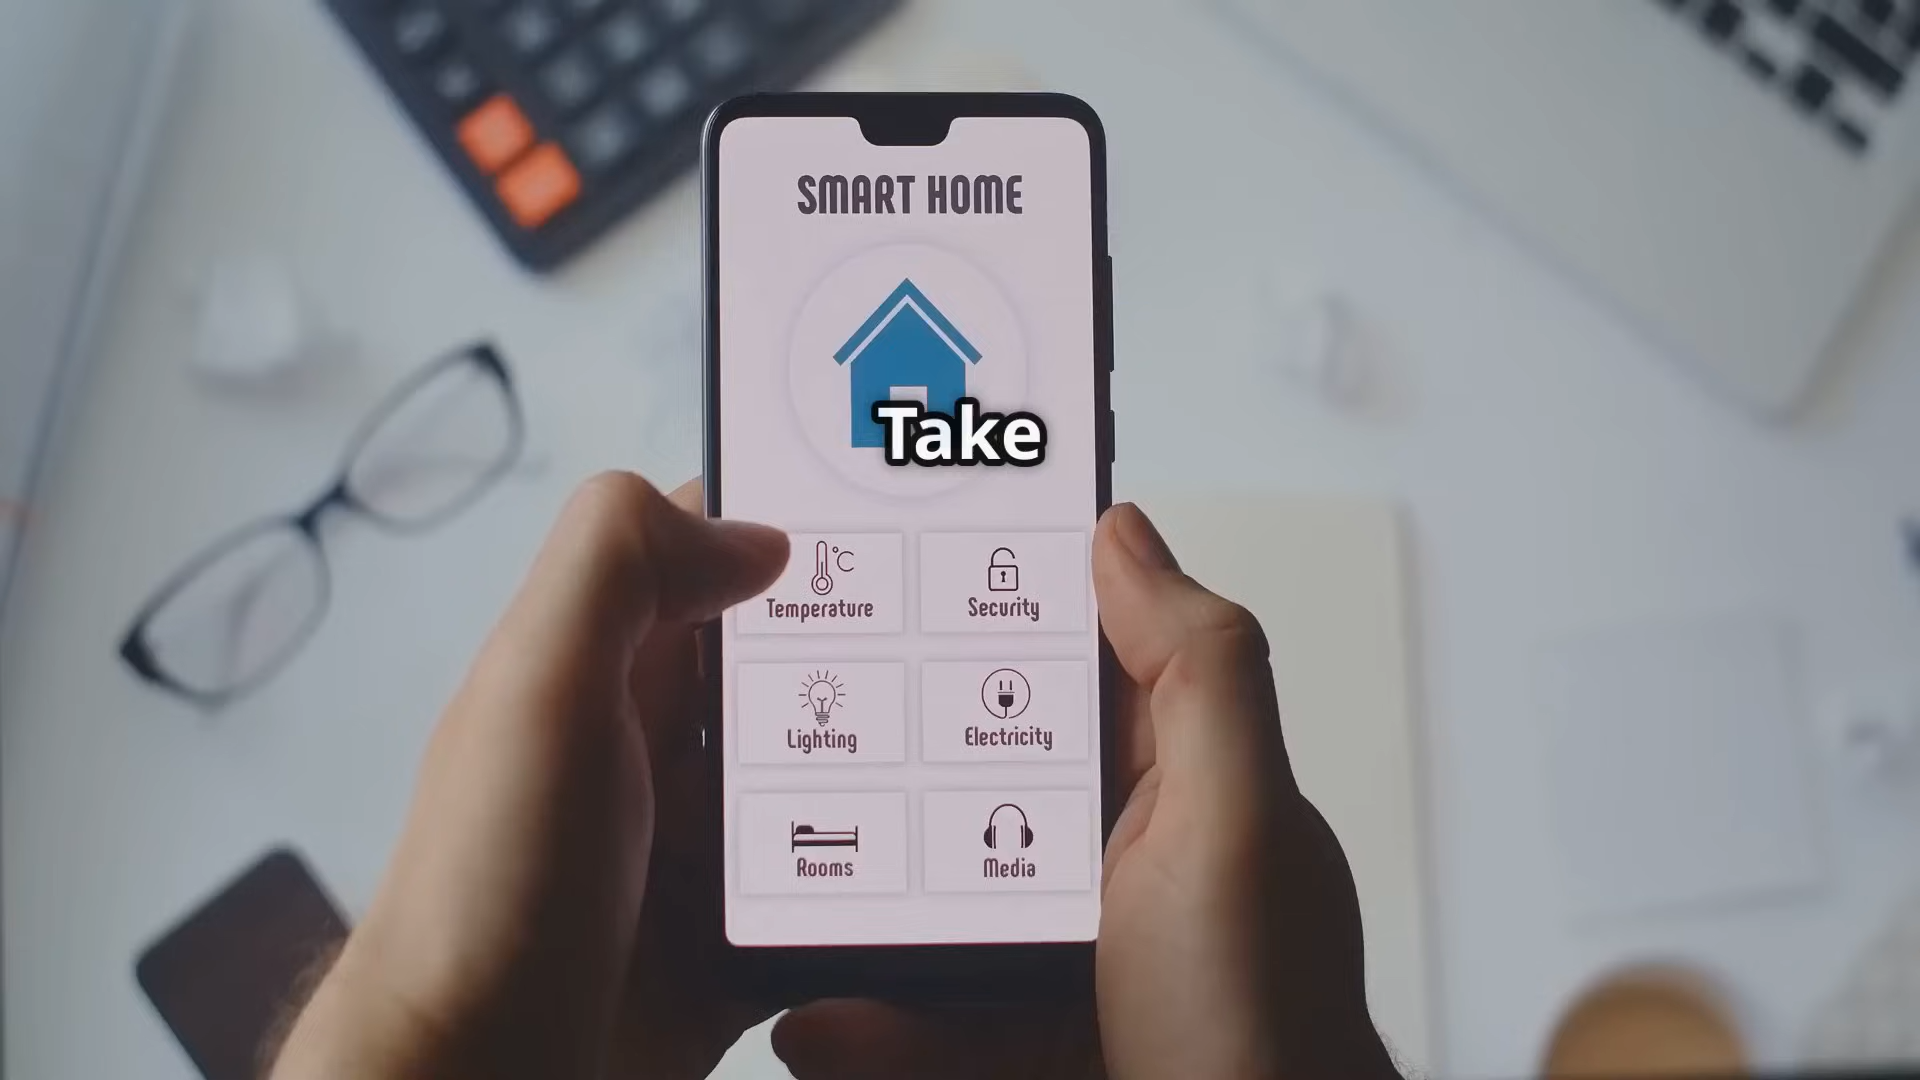 SMART HOME
Take
°C
Temperature
Security
Lighting
Electricity
Rooms
Media